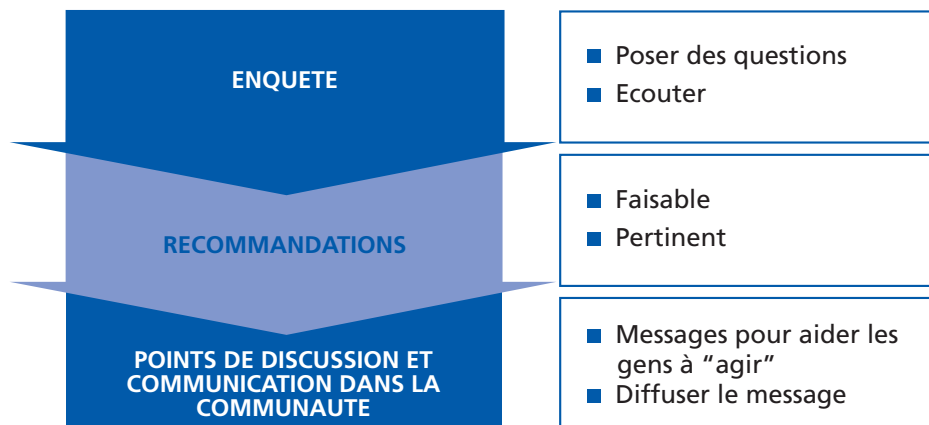 ENQUETE
Poser des questions
Ecouter
RECOMMANDATIONS
Faisable
Pertinent
POINTS DE DISCUSSION ET
COMMUNICATION DANS LA
COMMUNAUTE
Messages pour aider les
gens à “agir”
Diffuser le message